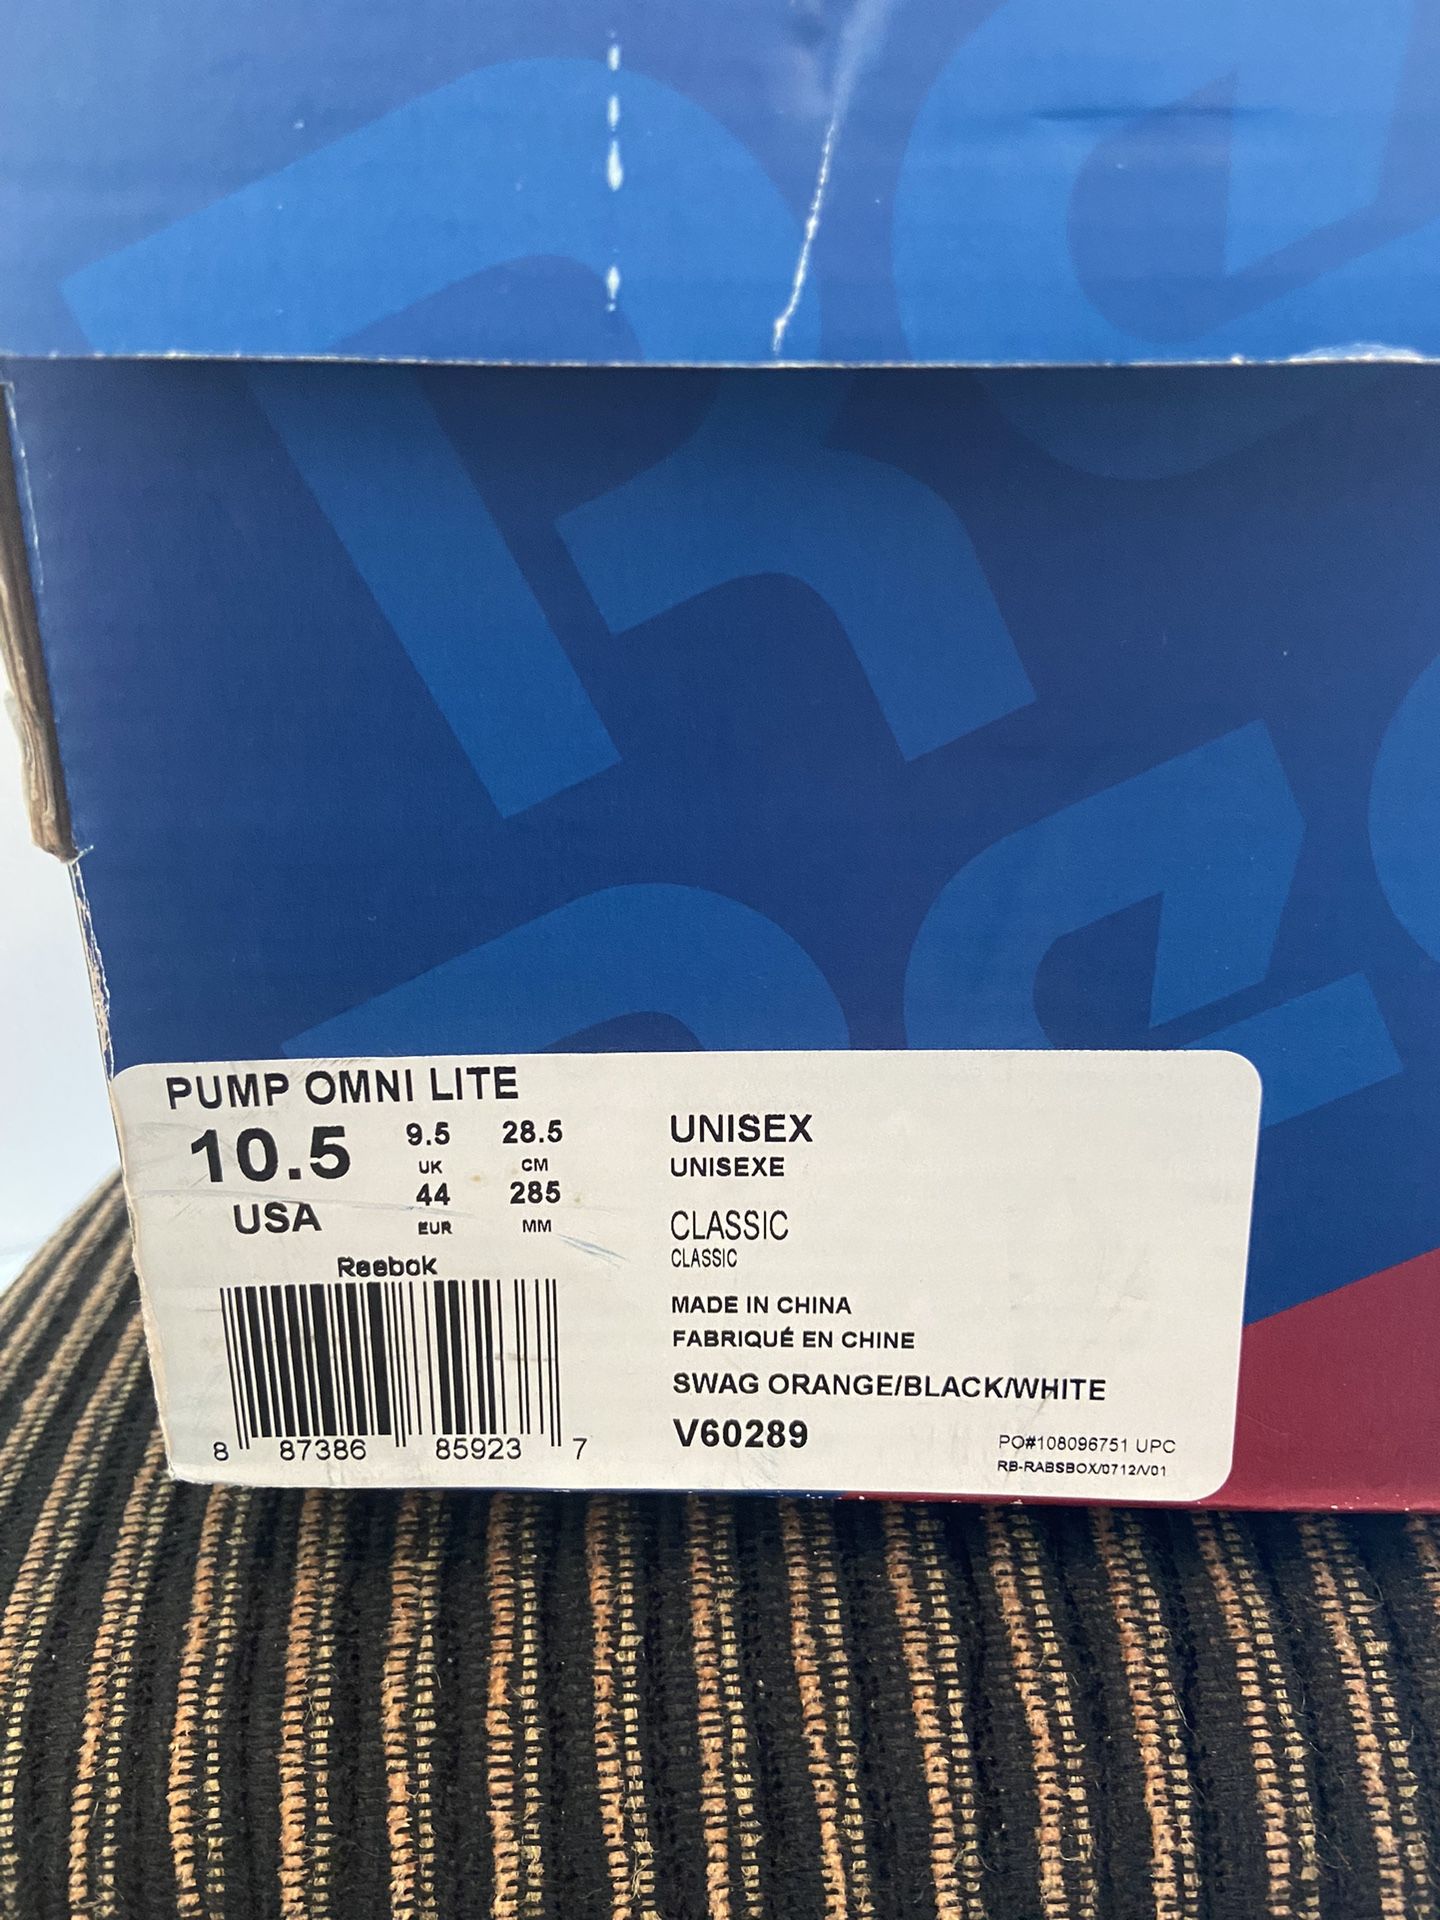 PUMP OMNI LITE
10.5 9.5 28.5
UK CM
44 285
USA EUR MM
Reebok
8 87386 85923 7
UNISEX
UNISEXE
CLASSIC
CLASSIC
MADE IN CHINA
FABRIQUÉ EN CHINE
SWAG ORANGE/BLACK/WHITE
V60289
PO#108096751 UPC
RB-RABSBOX/0712/V01